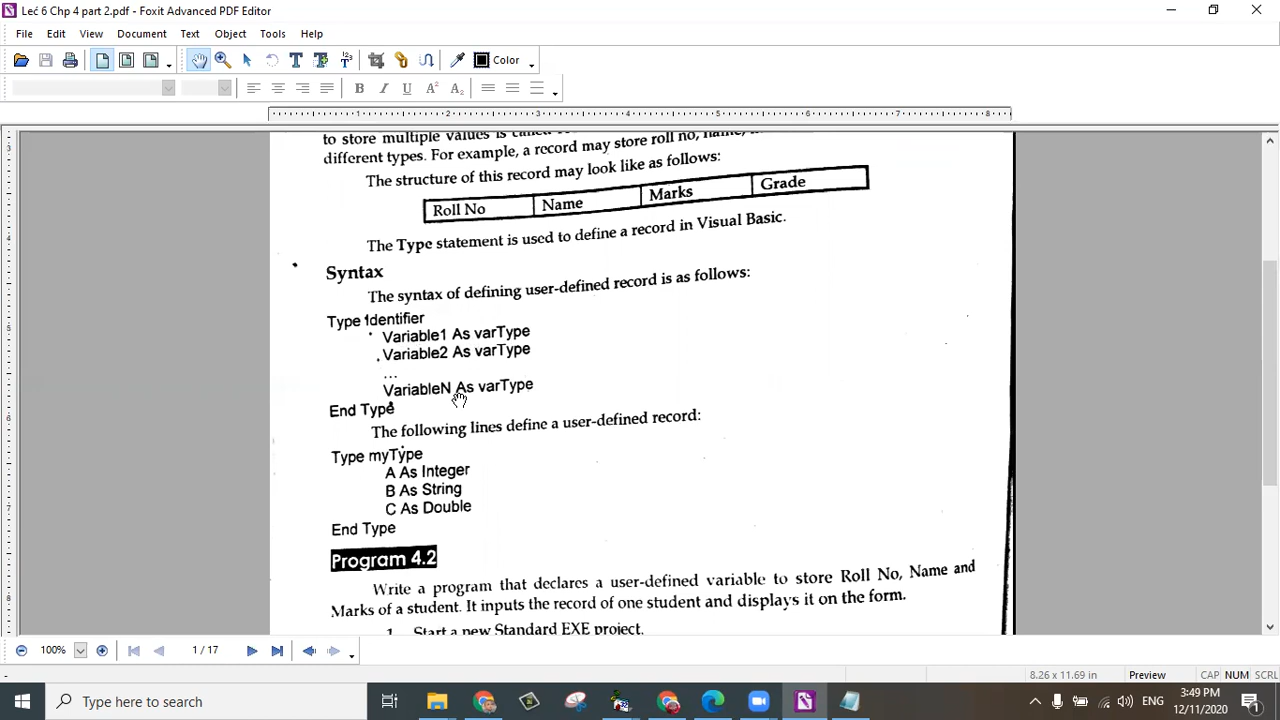 Lec 6 Chp 4 part 2.pdf - Foxit Advanced PDF Editor
File Edit View Document Text Object Tools Help
Color
to store multiple values is
different types. For example, a record may store roll no, name,
The structure of this record may look like as follows:
Roll No Name Marks Grade
The Type statement is used to define a record in Visual Basic.
Syntax
The syntax of defining user-defined record is as follows:
Type Identifier
Variable1 As varType
Variable2 As varType
...
VariableN As varType
End Type
The following lines define a user-defined record:
Type myType
A As Integer
B As String
C As Double
End Type
Program 4.2
Write a program that declares a user-defined variable to store Roll No, Name and
Marks of a student. It inputs the record of one student and displays it on the form.
1. Start a new Standard EXE project.
100% 1 / 17
8.26 x 11.69 in Preview CAP NUM SCRL
Type here to search
ENG
3:49 PM
12/11/2020